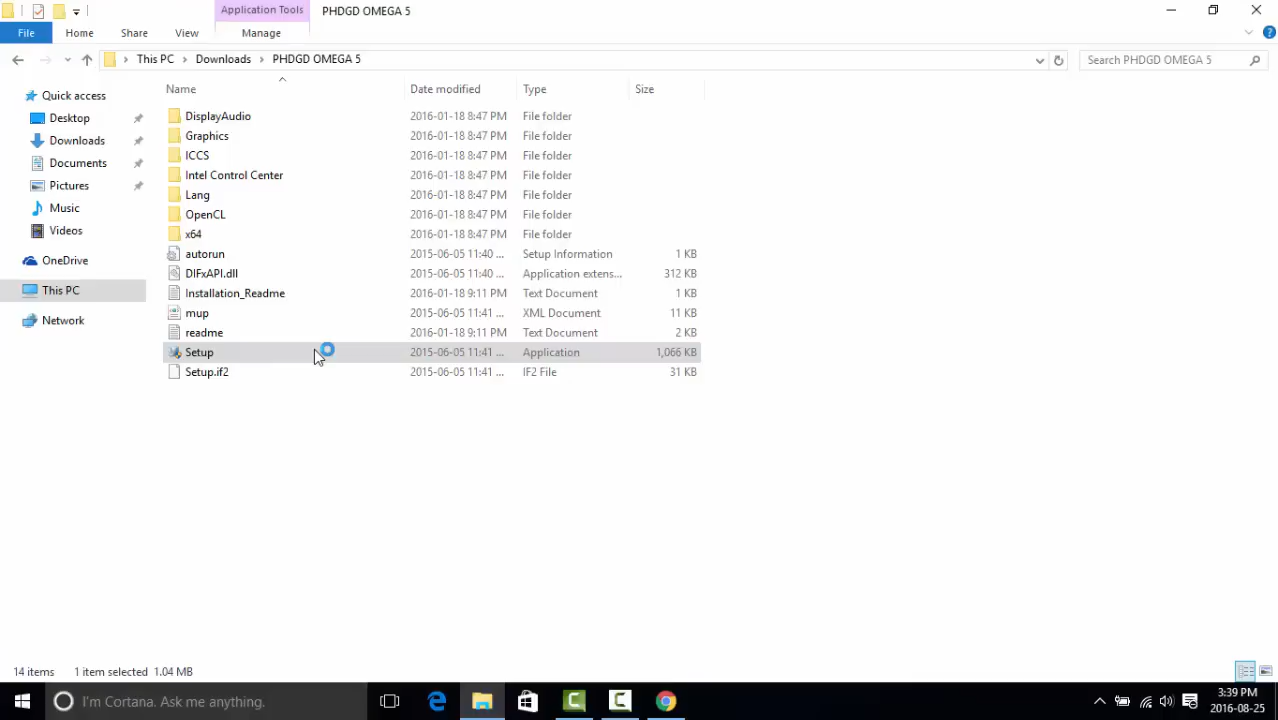 Application Tools PHDGD OMEGA 5
File Home Share View Manage
This PC Downloads PHDGD OMEGA 5 Search PHDGD OMEGA 5
Name Date modified Type Size
Quick access
Desktop
Downloads
Documents
Pictures
Music
Videos
OneDrive
This PC
Network
DisplayAudio 2016-01-18 8:47 PM File folder
Graphics 2016-01-18 8:47 PM File folder
ICCS 2016-01-18 8:47 PM File folder
Intel Control Center 2016-01-18 8:47 PM File folder
Lang 2016-01-18 8:47 PM File folder
OpenCL 2016-01-18 8:47 PM File folder
x64 2016-01-18 8:47 PM File folder
autorun 2015-06-05 11:40 ... Setup Information 1 KB
DIFxAPI.dll 2015-06-05 11:40 ... Application extens... 312 KB
Installation_Readme 2016-01-18 9:11 PM Text Document 1 KB
mup 2015-06-05 11:41 ... XML Document 11 KB
readme 2016-01-18 9:11 PM Text Document 2 KB
Setup 2015-06-05 11:41 ... Application 1,066 KB
Setup.if2 2015-06-05 11:41 ... IF2 File 31 KB
14 items 1 item selected 1.04 MB
I'm Cortana. Ask me anything.
3:39 PM
2016-08-25